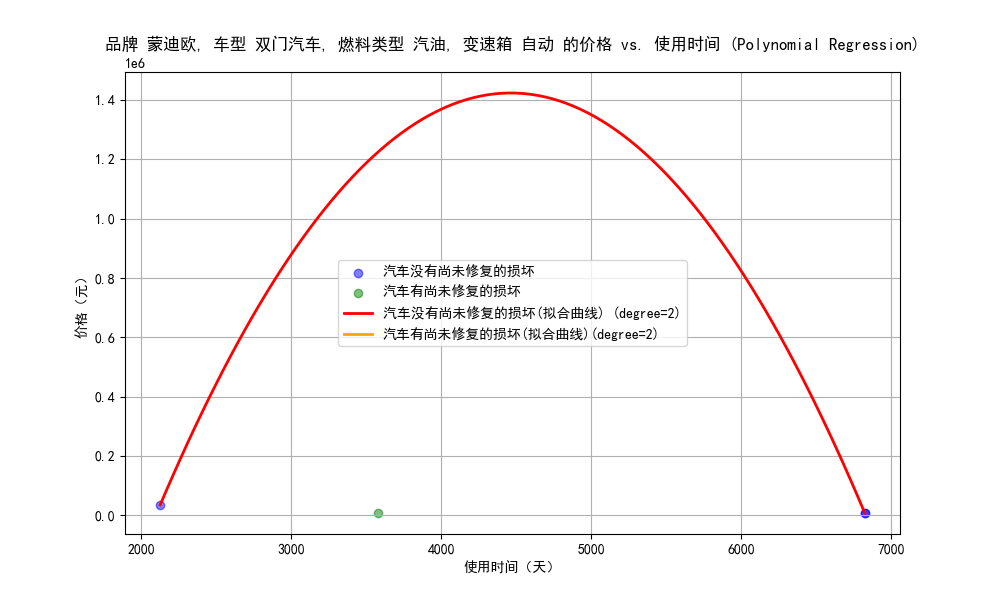 品牌 蒙迪欧, 车型 双门汽车, 燃料类型 汽油, 变速箱 自动 的价格 vs. 使用时间 (Polynomial Regression)
1e6
1.4
1.2
1.0
0.8
0.6
0.4
0.2
0.0
价格（元）
汽车没有尚未修复的损坏
汽车有尚未修复的损坏
汽车没有尚未修复的损坏(拟合曲线) (degree=2)
汽车有尚未修复的损坏(拟合曲线)(degree=2)
2000 3000 4000 5000 6000 7000
使用时间（天）